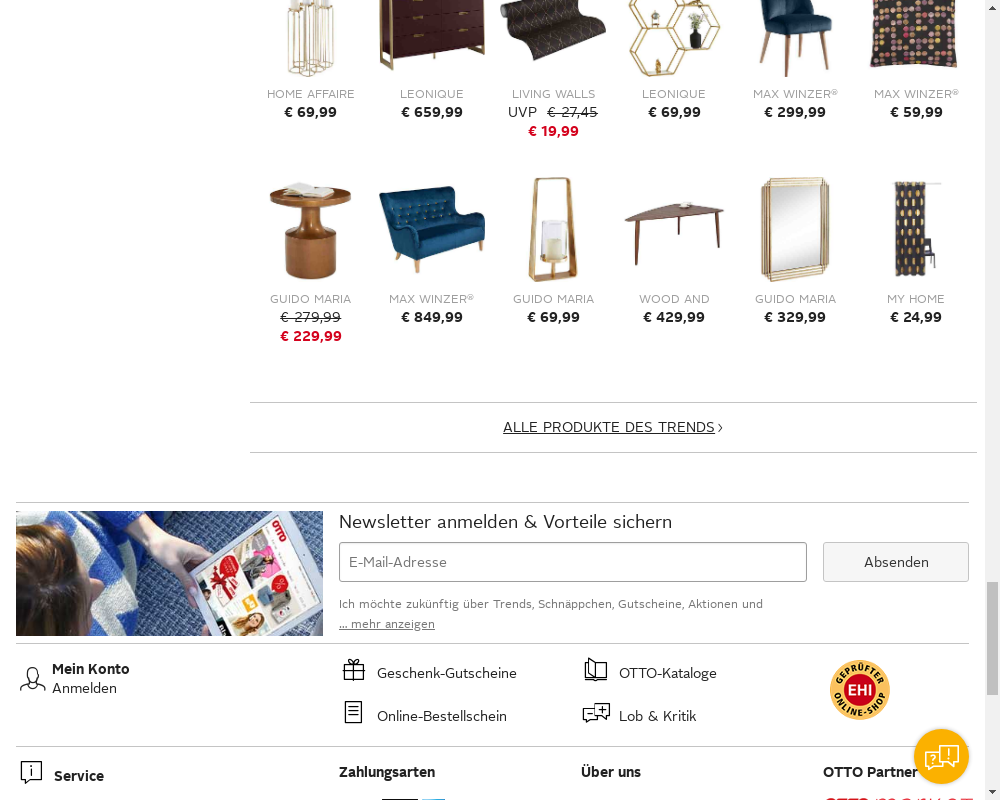 HOME AFFAIRE
€ 69,99
LEONIQUE
€ 659,99
LIVING WALLS
UVP € 27,45
€ 19,99
LEONIQUE
€ 69,99
MAX WINZER®
€ 299,99
MAX WINZER®
€ 59,99
GUIDO MARIA
€ 279,99
€ 229,99
MAX WINZER®
€ 849,99
GUIDO MARIA
€ 69,99
WOOD AND
€ 429,99
GUIDO MARIA
€ 329,99
MY HOME
€ 24,99
ALLE PRODUKTE DES TRENDS ›
OTTO
Newsletter anmelden & Vorteile sichern
E-Mail-Adresse
Absenden
Ich möchte zukünftig über Trends, Schnäppchen, Gutscheine, Aktionen und
... mehr anzeigen
Mein Konto
Anmelden
Geschenk-Gutscheine
OTTO-Kataloge
Online-Bestellschein
Lob & Kritik
GEPRÜFTER
EHI
ONLINE-SHOP
Service
Zahlungsarten
Über uns
OTTO Partner